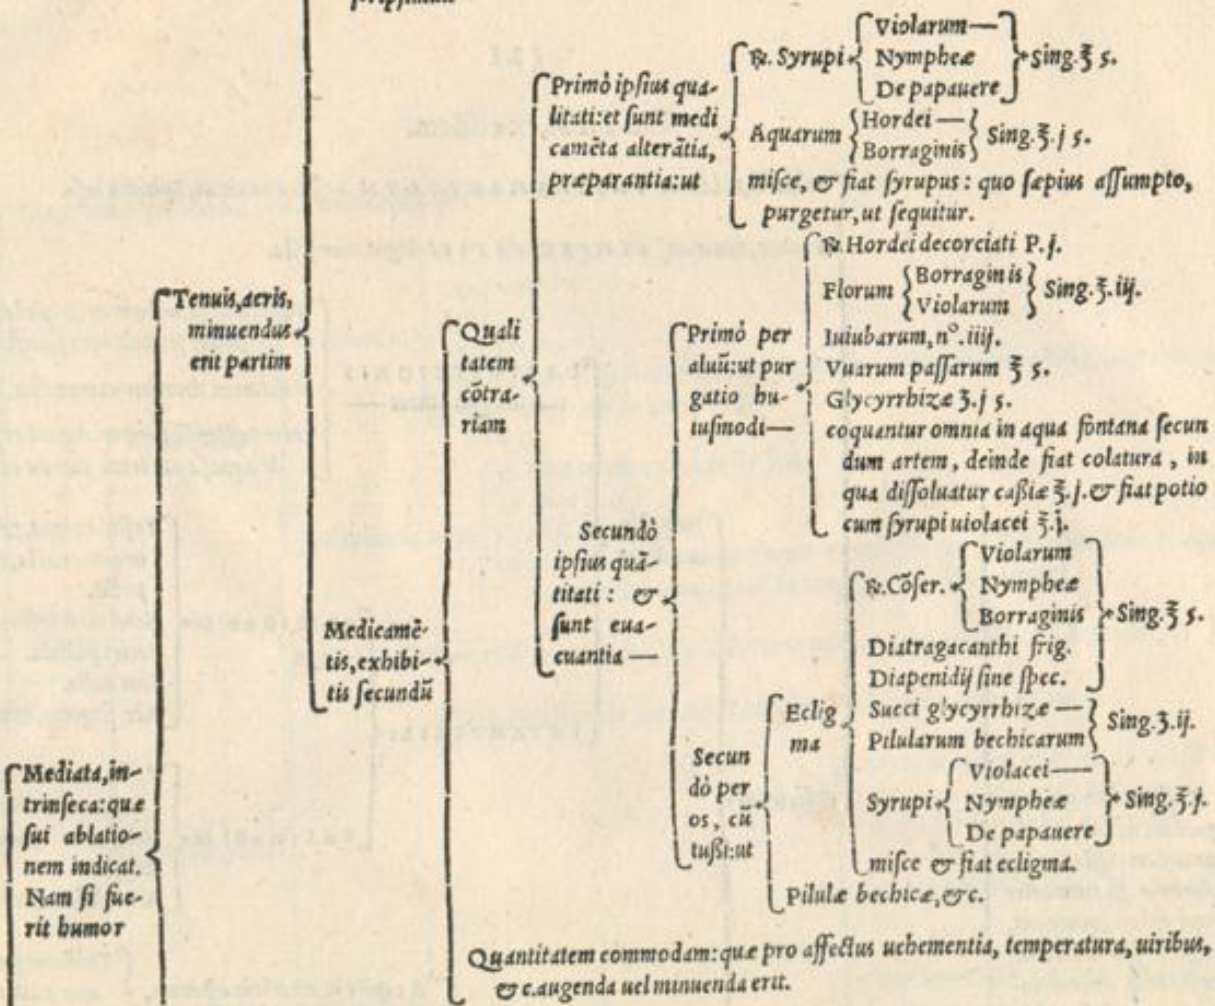 Violarum —
℞. Syrupi Nympheæ Sing. ℥ s.
De papauere
Primò ipsius qua-
litati: et sunt medi
camēta alterātia,
præparantia: ut
Aquarum Hordei — Sing. ℥. j s.
Borraginis
misce, & fiat syrupus: quo sæpius assumpto,
purgetur, ut sequitur.
Tenuis, acris,
minuendus
erit partim
Quali
tatem
cōtra-
riam
Primò per
aluū: ut pur
gatio hu-
iusmodi —
℞. Hordei decorciati P. j.
Florum Borraginis Sing. ʒ. iij.
Violarum
Iuiubarum, nº. iiij.
Vuarum passarum ℥ s.
Glycyrrhizæ ʒ. j s.
coquantur omnia in aqua fontana secun
dum artem, deinde fiat colatura, in
qua dissoluatur caßiæ ℥. j. & fiat potio
cum syrupi uiolacei ℥. j.
Secundò
ipsius quā-
titati: &
sunt eua-
cuantia —
Medicamē-
tis, exhibi-
tis secundū
Violarum
℞. Cōser. Nympheæ
Borraginis Sing. ℥ s.
Diatragacanthi frig.
Diapenidij sine spec.
Eclig
ma
Succi glycyrrhizæ — Sing. ʒ. ij.
Pilularum bechicarum
Secun
dò per
os, cū
tußi: ut
Violacei —
Syrupi Nympheæ Sing. ℥. j.
De papauere
misce & fiat ecligma.
Pilulæ bechicæ, &c.
Mediata, in-
trinseca: quæ
sui ablatio-
nem indicat.
Nam si fue-
rit humor
Quantitatem commodam: quæ pro affectus uehementia, temperatura, uiribus,
& c. augenda uel minuenda erit.